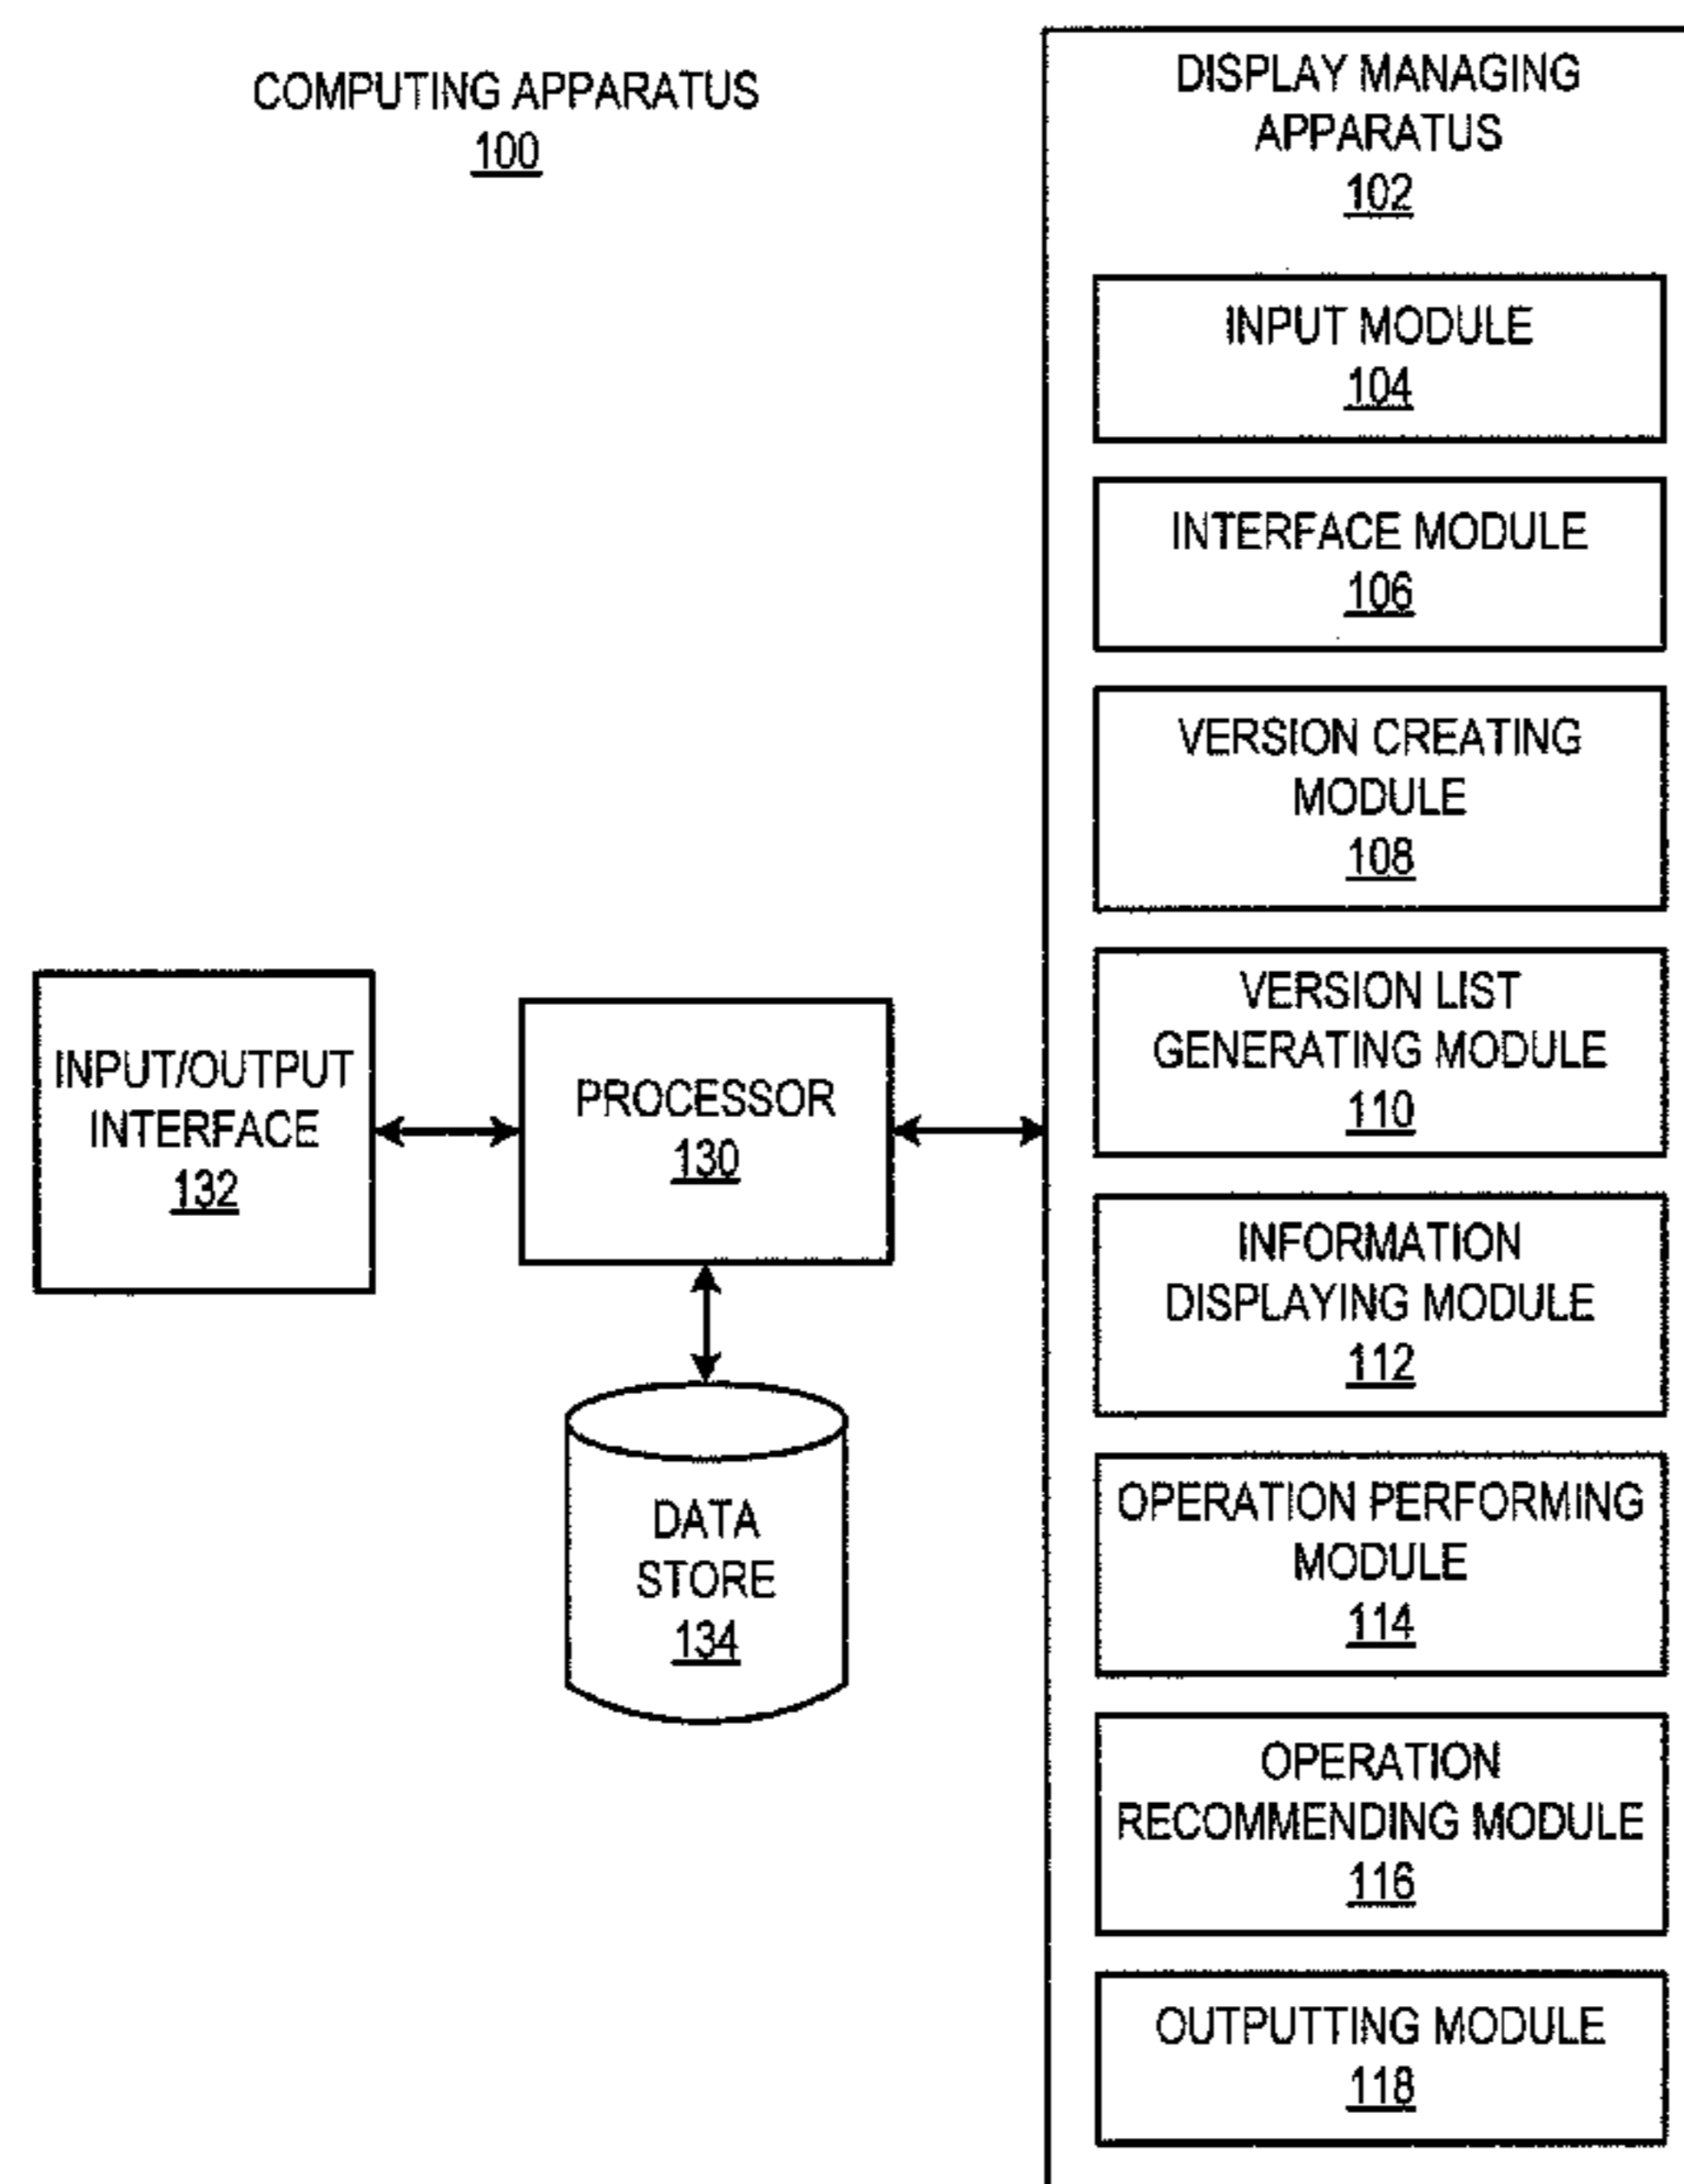 COMPUTING APPARATUS
100
DISPLAY MANAGING
APPARATUS
102
INPUT MODULE
104
INTERFACE MODULE
106
VERSION CREATING
MODULE
108
VERSION LIST
GENERATING MODULE
110
INFORMATION
DISPLAYING MODULE
112
OPERATION PERFORMING
MODULE
114
OPERATION
RECOMMENDING MODULE
116
OUTPUTTING MODULE
118
INPUT/OUTPUT
INTERFACE
132
PROCESSOR
130
DATA
STORE
134